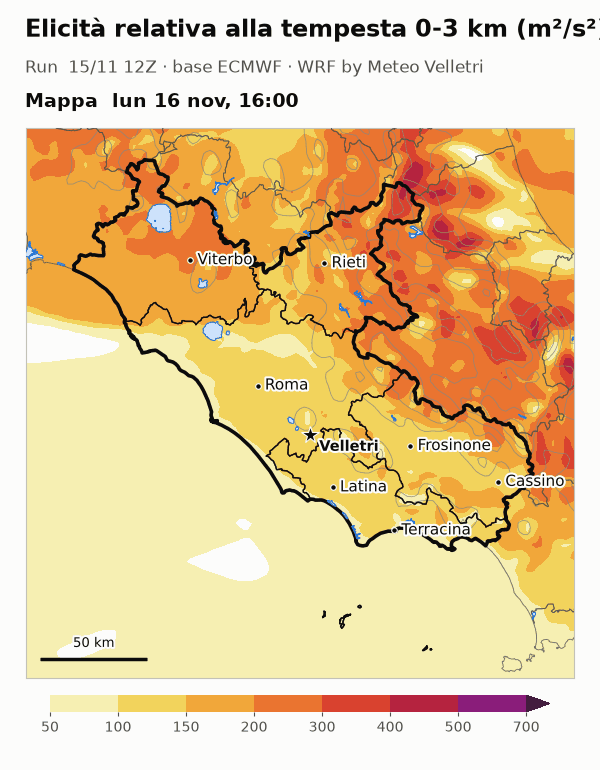 Elicità relativa alla tempesta 0-3 km (m²/s²)
Run 15/11 12Z · base ECMWF · WRF by Meteo Velletri
Mappa lun 16 nov, 16:00
Viterbo
Rieti
Roma
Velletri
Frosinone
Cassino
Latina
Terracina
50 km
50 100 150 200 300 400 500 700